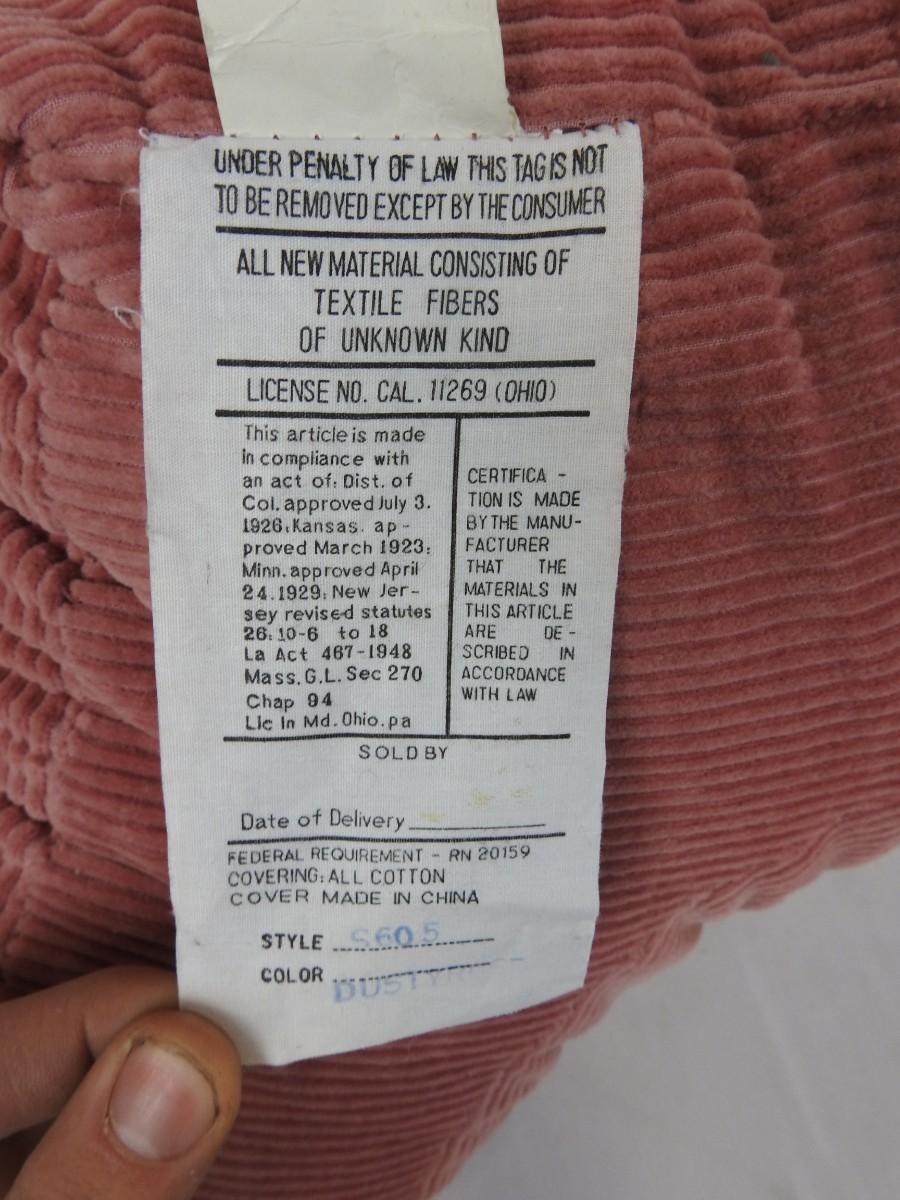 UNDER PENALTY OF LAW THIS TAG IS NOT
TO BE REMOVED EXCEPT BY THE CONSUMER
ALL NEW MATERIAL CONSISTING OF
TEXTILE FIBERS
OF UNKNOWN KIND
LICENSE NO. CAL. 11269 (OHIO)
This article is made
in compliance with
an act of: Dist. of
Col. approved July 3.
1926: Kansas. ap-
proved March 1923:
Minn. approved April
24.1929: New Jer-
sey revised statutes
26:10-6 to 18
La Act 467-1948
Mass. G.L. Sec 270
Chap 94
Lic In Md. Ohio. pa
CERTIFICA -
TION IS MADE
BY THE MANU-
FACTURER
THAT THE
MATERIALS IN
THIS ARTICLE
ARE DE-
SCRIBED IN
ACCORDANCE
WITH LAW
SOLD BY
Date of Delivery
FEDERAL REQUIREMENT - RN 20159
COVERING: ALL COTTON
COVER MADE IN CHINA
STYLE S605
COLOR